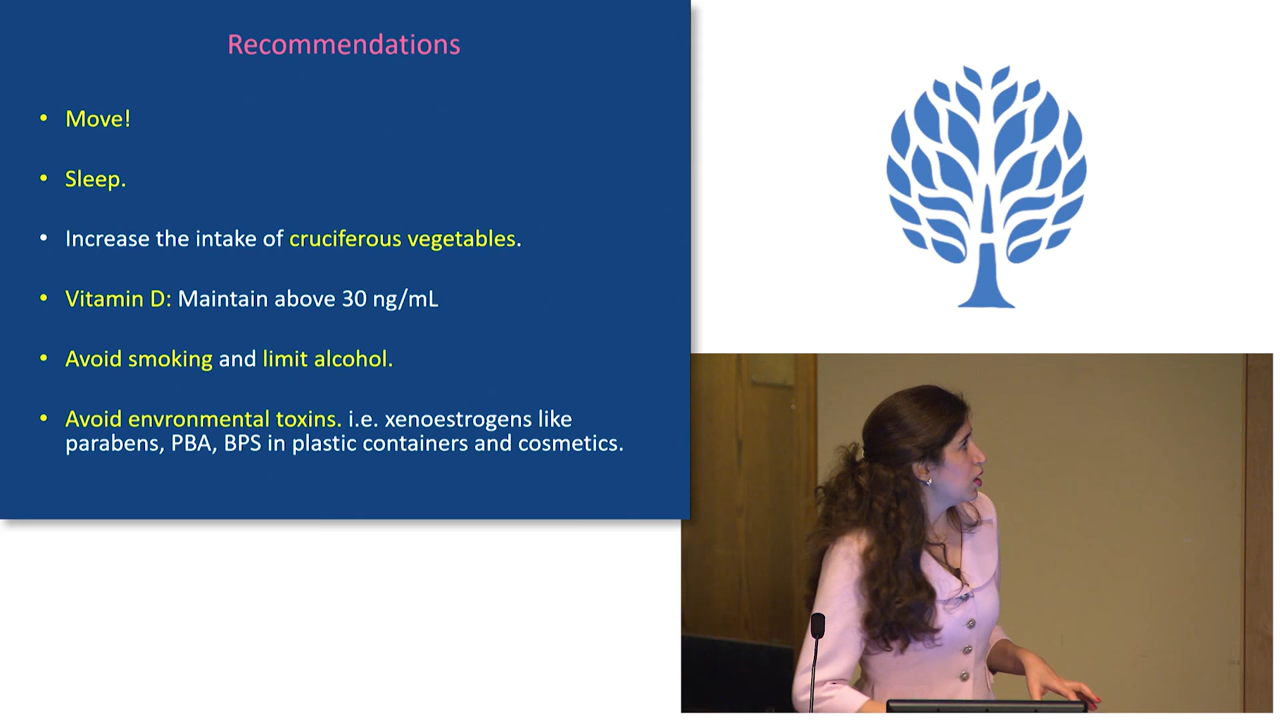 Recommendations
• Move!
• Sleep.
• Increase the intake of cruciferous vegetables.
• Vitamin D: Maintain above 30 ng/mL
• Avoid smoking and limit alcohol.
• Avoid envronmental toxins. i.e. xenoestrogens like
parabens, PBA, BPS in plastic containers and cosmetics.